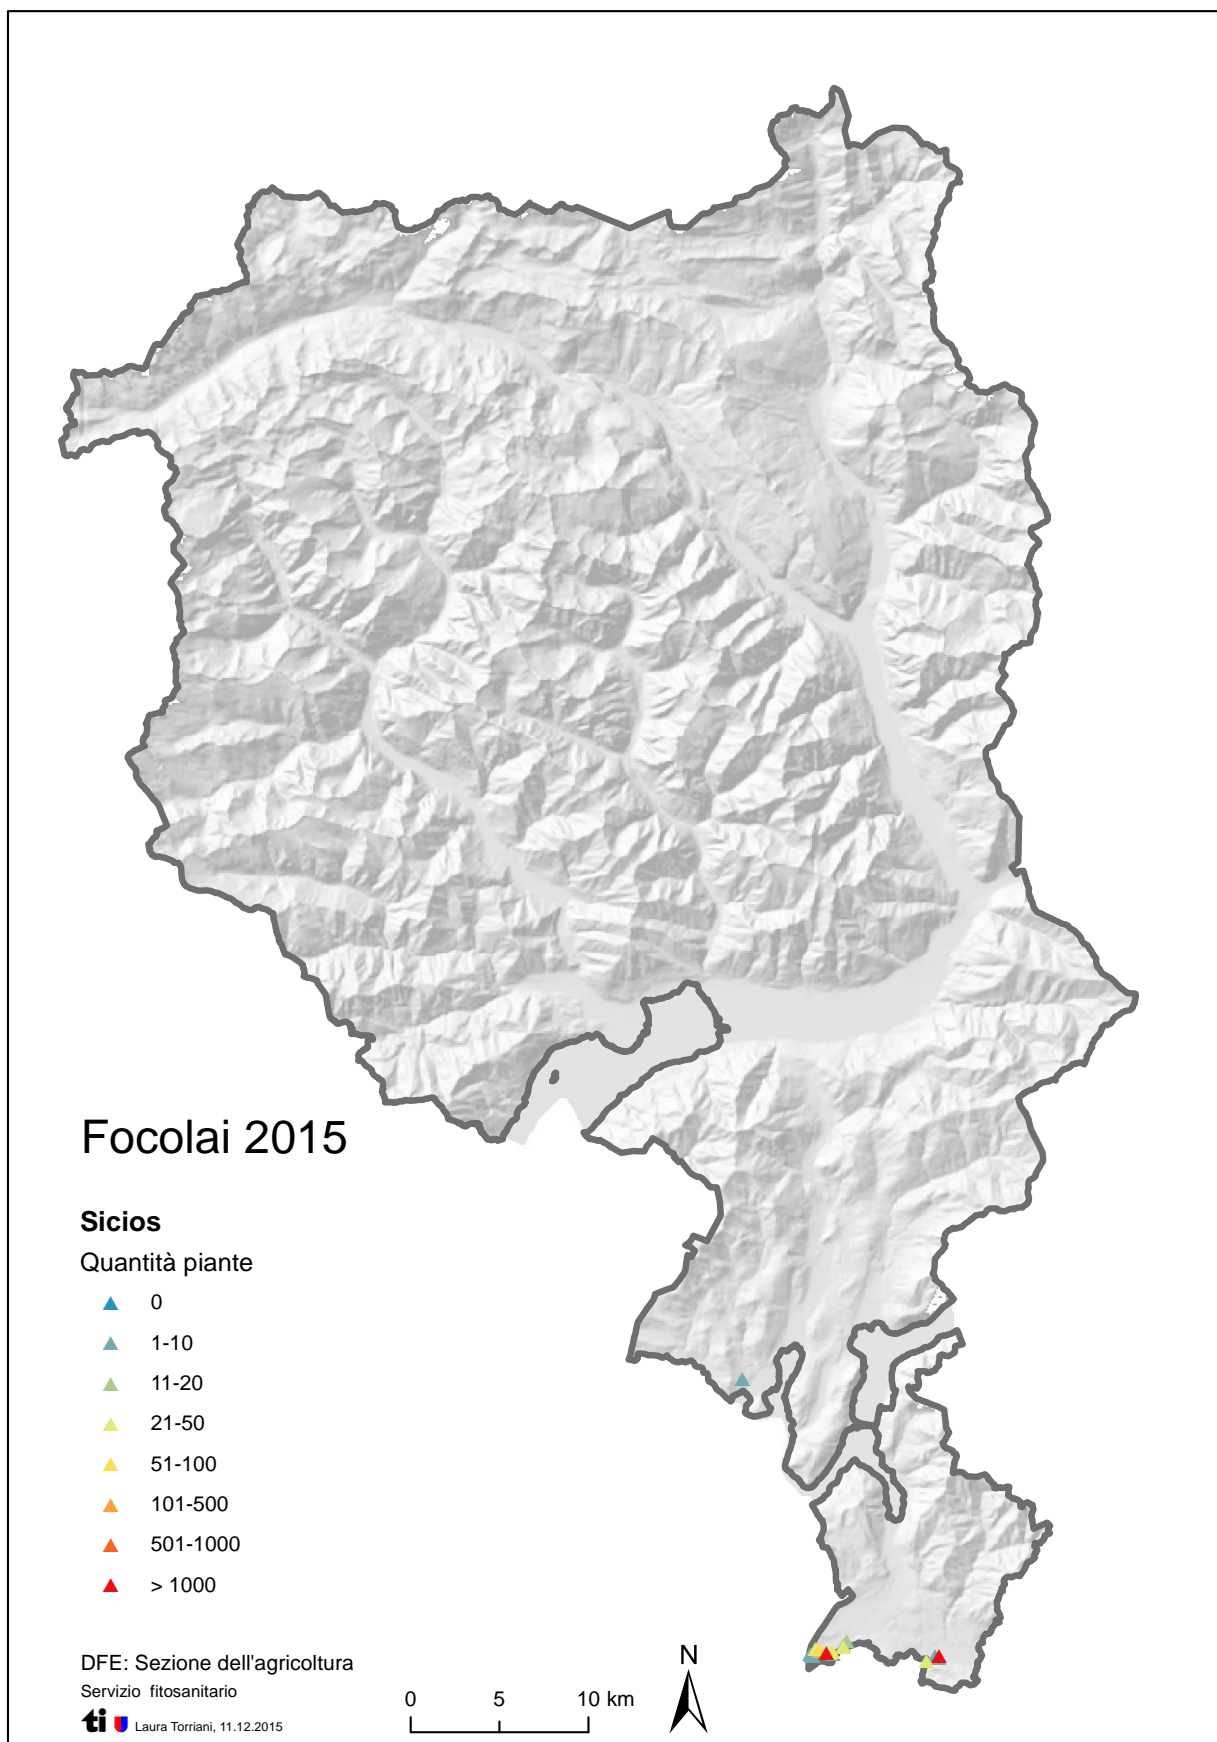 Focolai 2015
Sicios
Quantità piante
0
1-10
11-20
21-50
51-100
101-500
501-1000
> 1000
DFE: Sezione dell'agricoltura
Servizio fitosanitario
ti Laura Torriani, 11.12.2015
0 5 10 km
N